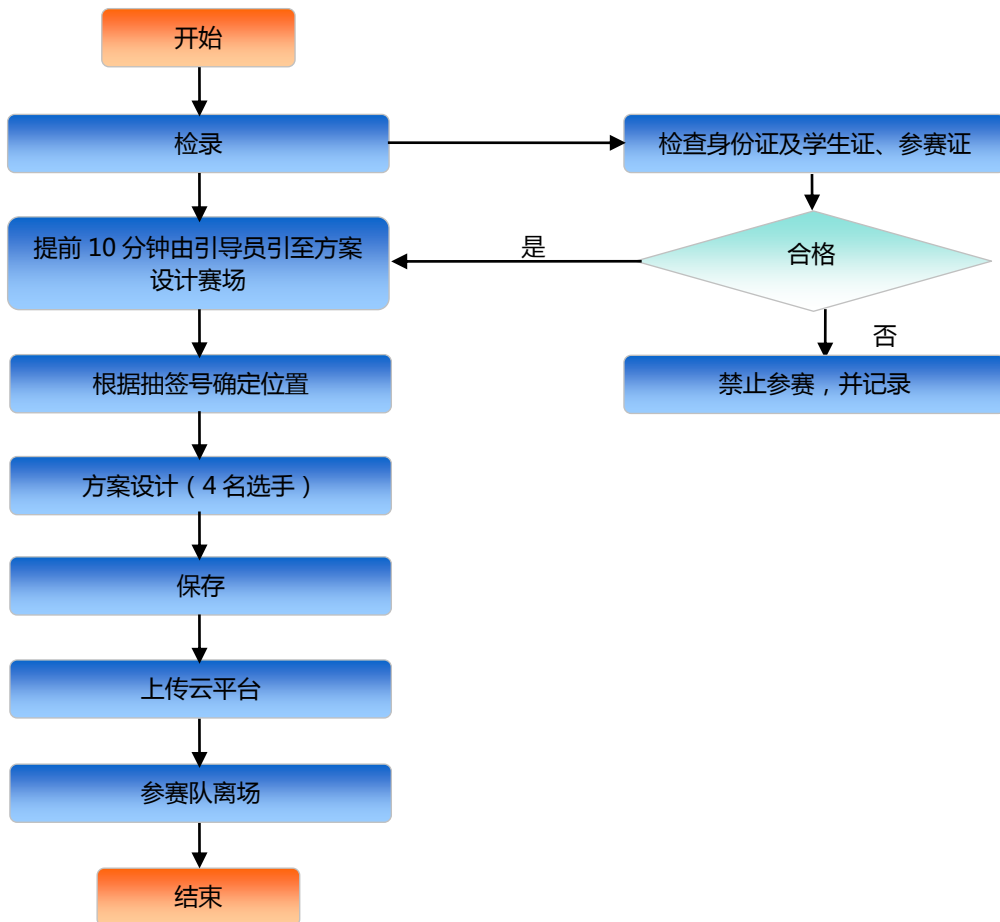 开始
检录
检查身份证及学生证、参赛证
提前 10 分钟由引导员引至方案
设计赛场
是
合格
否
根据抽签号确定位置
禁止参赛，并记录
方案设计（4 名选手）
保存
上传云平台
参赛队离场
结束